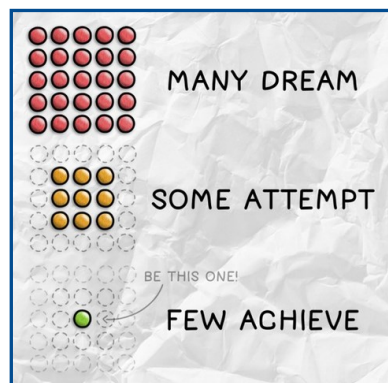 MANY DREAM
SOME ATTEMPT
BE THIS ONE!
FEW ACHIEVE